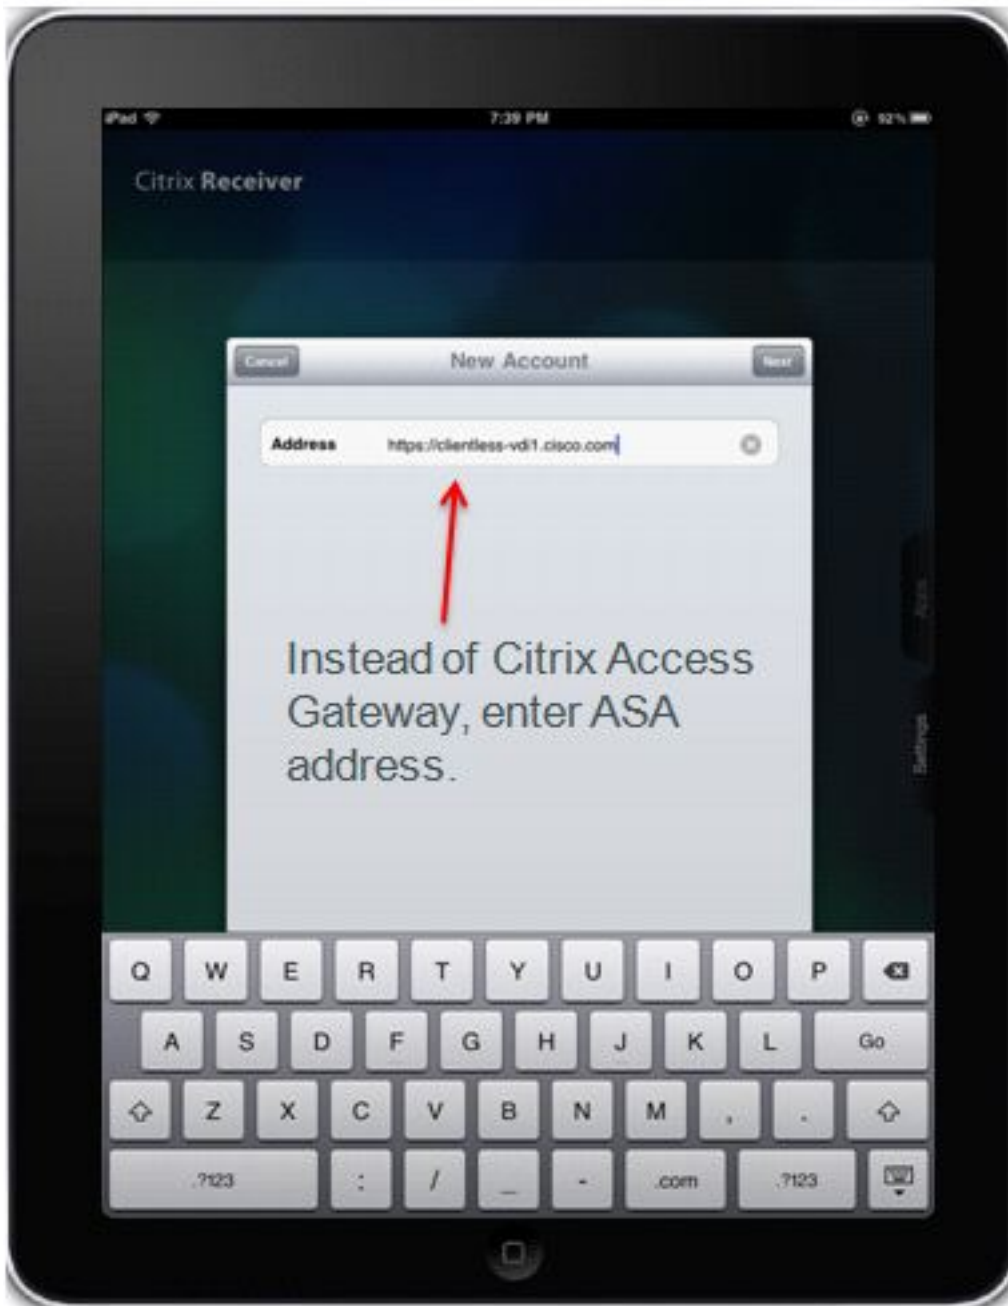 iPad 7:39 PM 92%
Citrix Receiver
Cancel New Account Next
Address https://clientless-vdi1.cisco.com
Apps
Instead of Citrix Access
Gateway, enter ASA
address.
Settings
Q W E R T Y U I O P
A S D F G H J K L Go
Z X C V B N M , .
.?123 : / _ - .com .?123